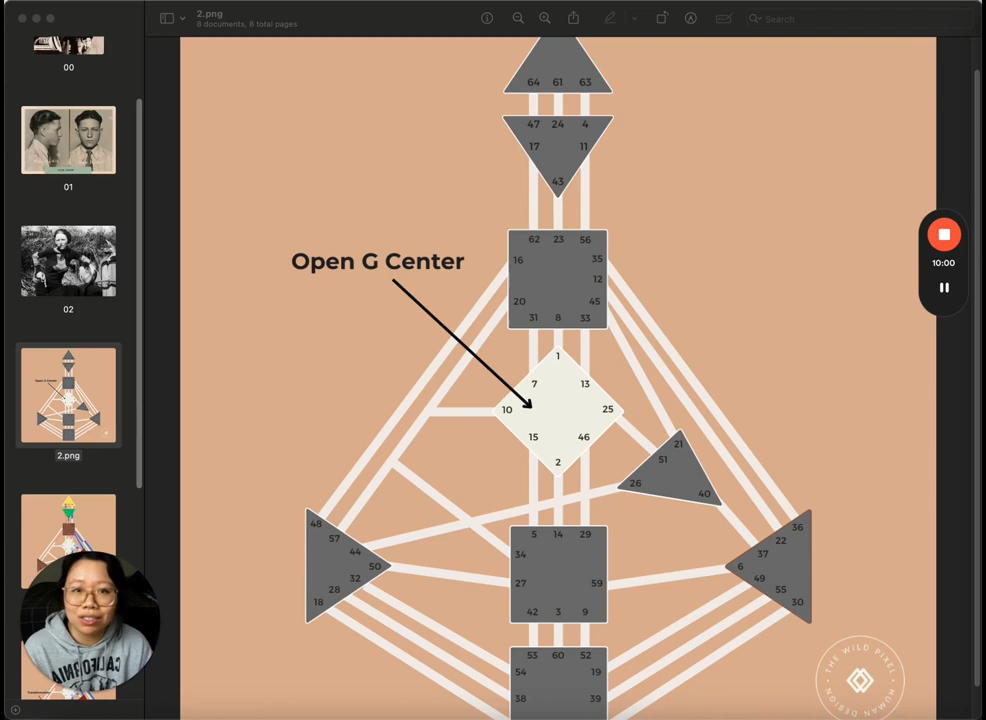 2.png
8 documents, 8 total pages
Search
00
01
02
2.png
10:00
64 61 63
47 24 4
17 11
43
Open G Center
62 23 56
16 35
12
20 45
31 8 33
1
7 13
10 25
15 46
2
21
51
26
40
48
57
44
50
32
28
18
5 14 29
34
27 59
42 3 9
36
22
37
6
49
55
30
53 60 52
54 19
38 39
THE WILD PIXEL
HUMAN DESIGN
CALIFORNIA